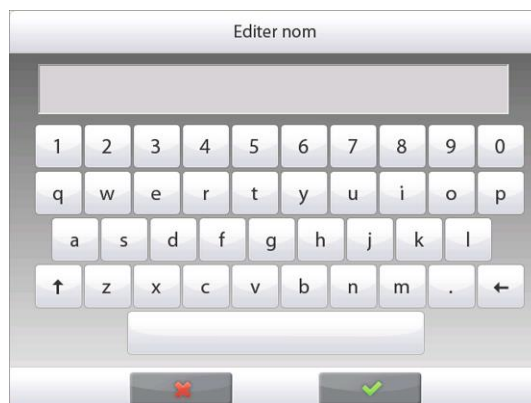 Editer nom
1 2 3 4 5 6 7 8 9 0
q w e r t y u i o p
a s d f g h j k l
↑ z x c v b n m . ←